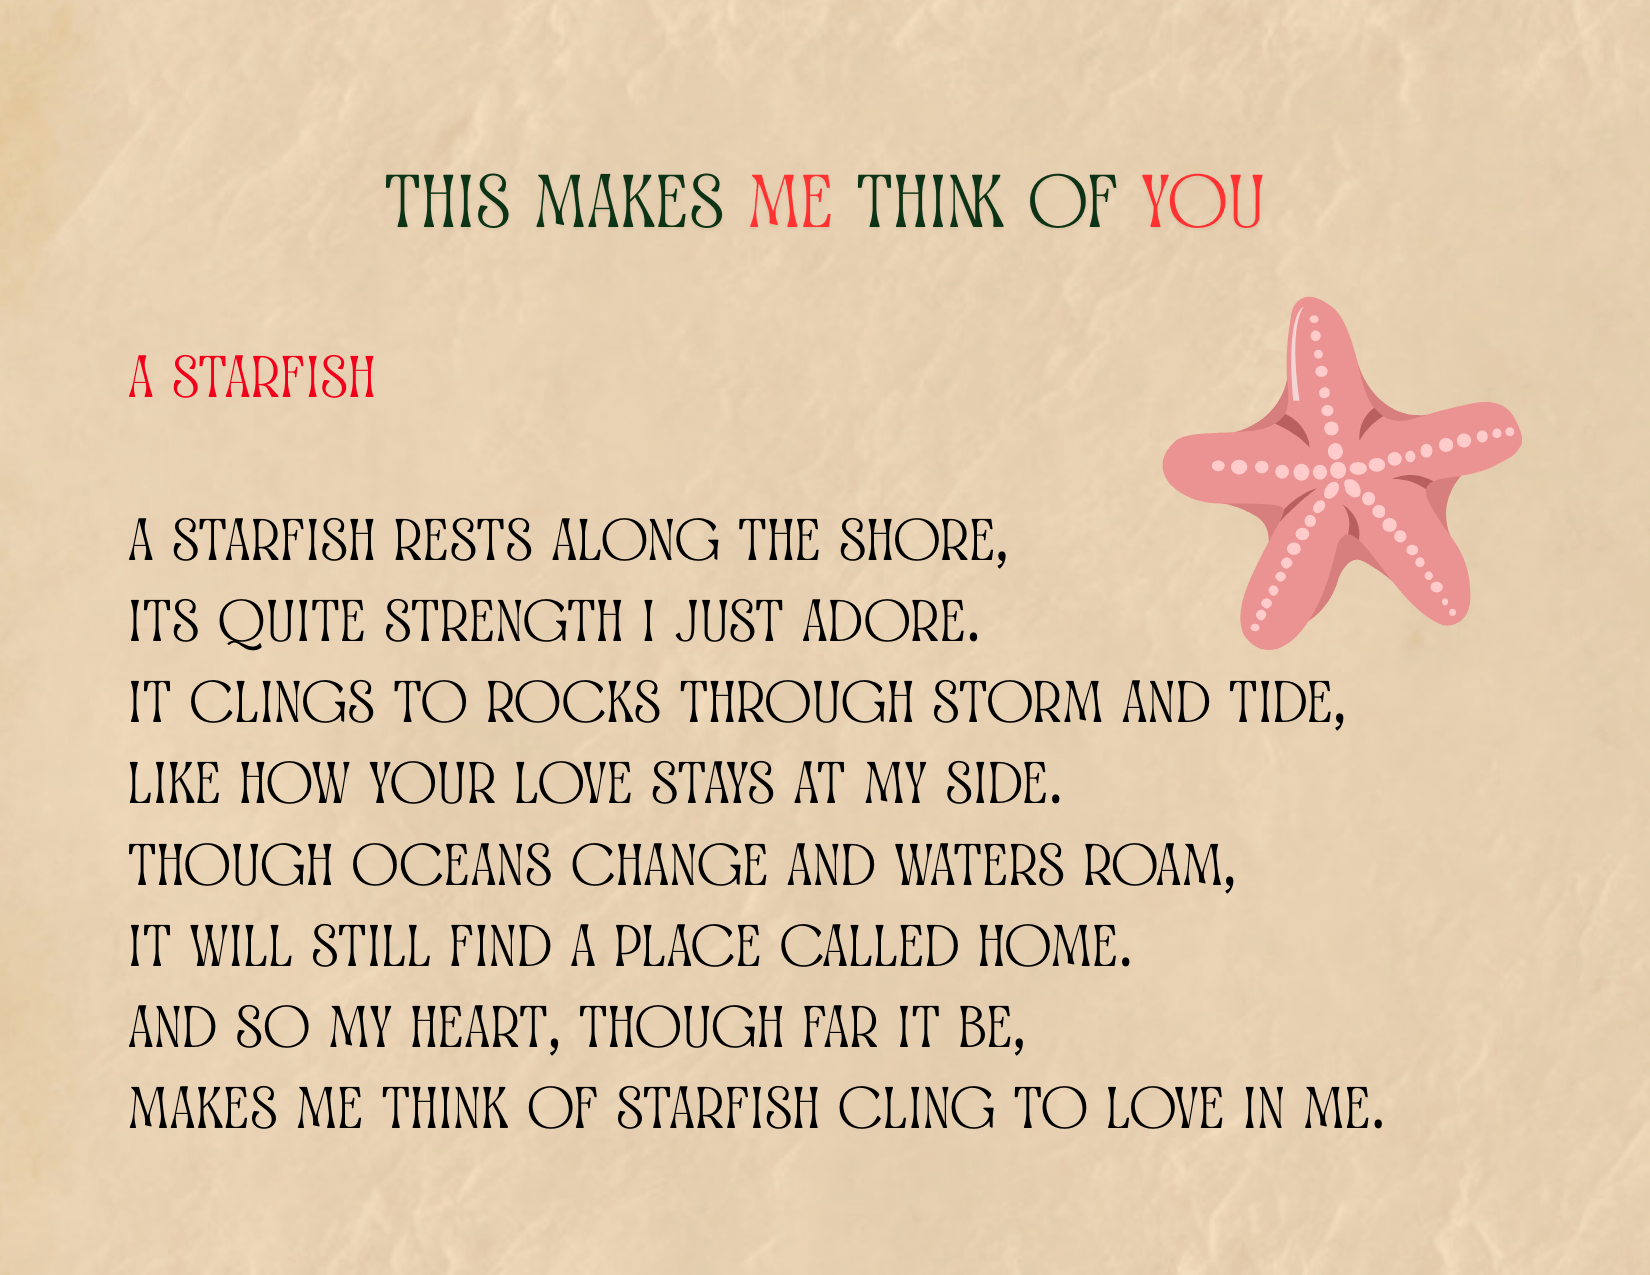 THIS MAKES ME THINK OF YOU
A STARFISH
A STARFISH RESTS ALONG THE SHORE,
ITS QUITE STRENGTH I JUST ADORE.
IT CLINGS TO ROCKS THROUGH STORM AND TIDE,
LIKE HOW YOUR LOVE STAYS AT MY SIDE.
THOUGH OCEANS CHANGE AND WATERS ROAM,
IT WILL STILL FIND A PLACE CALLED HOME.
AND SO MY HEART, THOUGH FAR IT BE,
MAKES ME THINK OF STARFISH CLING TO LOVE IN ME.